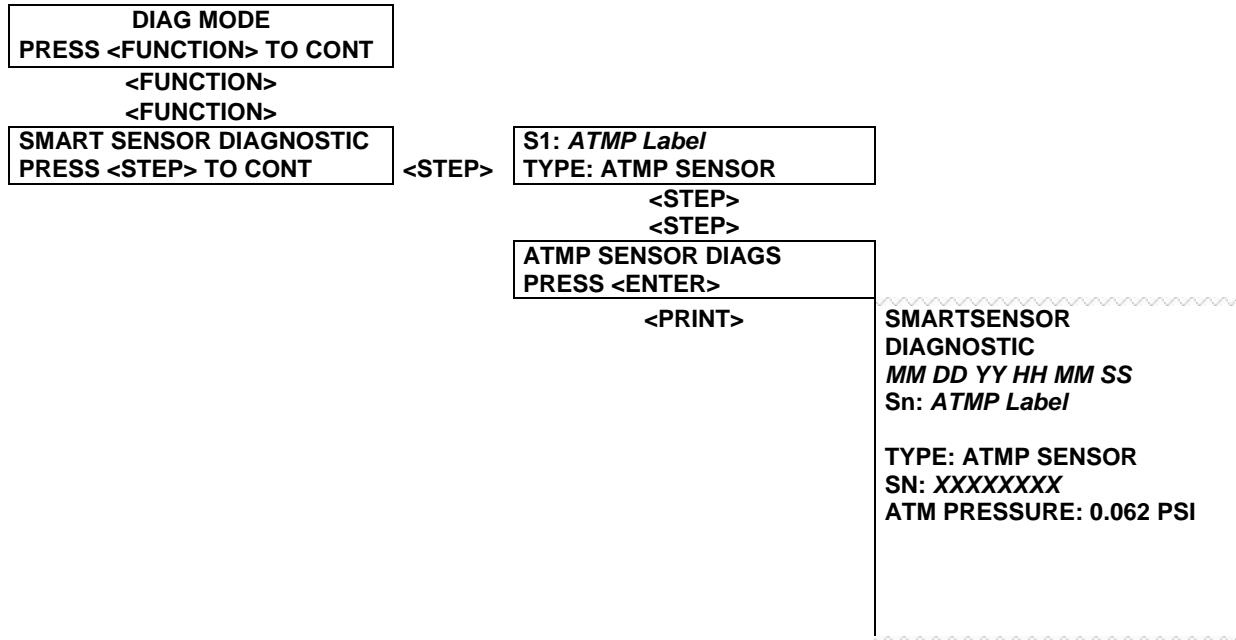 DIAG MODE
PRESS <FUNCTION> TO CONT
<FUNCTION>
<FUNCTION>
SMART SENSOR DIAGNOSTIC
PRESS <STEP> TO CONT
<STEP>
S1: ATMP Label
TYPE: ATMP SENSOR
<STEP>
<STEP>
ATMP SENSOR DIAGS
PRESS <ENTER>
<PRINT>
SMARTSENSOR
DIAGNOSTIC
MM DD YY HH MM SS
Sn: ATMP Label
TYPE: ATMP SENSOR
SN: XXXXXXXX
ATM PRESSURE: 0.062 PSI